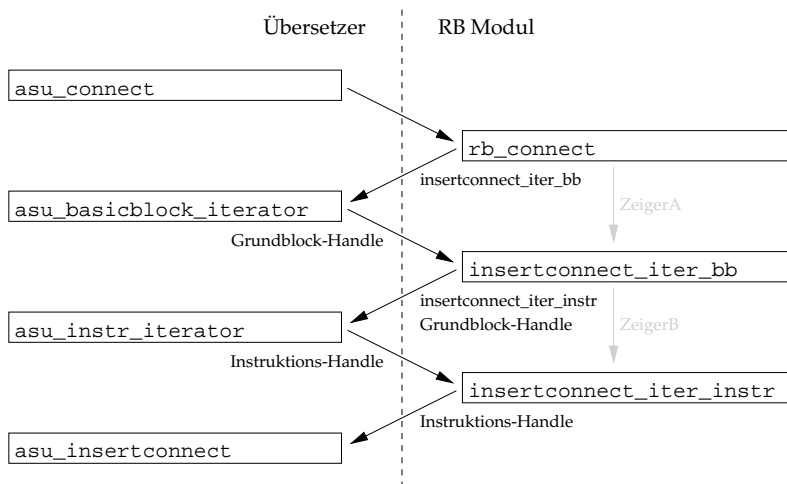 Übersetzer
RB Modul
asu_connect
rb_connect
insertconnect_iter_bb
ZeigerA
asu_basicblock_iterator
Grundblock-Handle
insertconnect_iter_bb
insertconnect_iter_instr
Grundblock-Handle
ZeigerB
asu_instr_iterator
Instruktions-Handle
insertconnect_iter_instr
Instruktions-Handle
asu_insertconnect